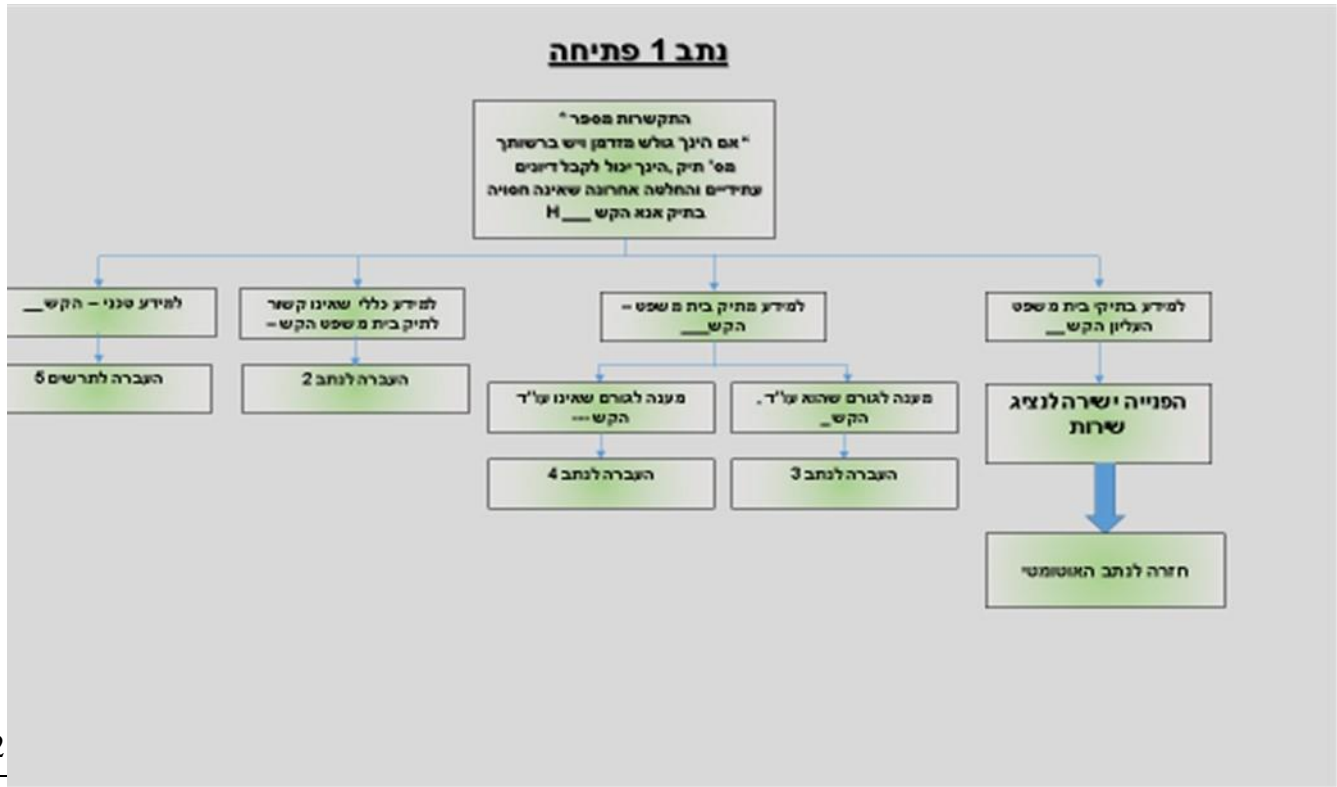 נתב 1 פתיחה
התקשרות מספר *
*אם הינך גולש מזדמן ויש ברשותך
מס' תיק ,הינך יכול לקבל דיונים
עתידיים והחלטה אחרונה שאינה חסויה
בתיק אנא הקש ___H
למידע בתיקי בית משפט
העליון הקש__
הפנייה ישירה לנציג
שירות
חזרה לנתב האוטומטי
למידע מתיק בית משפט –
הקש___
מענה לגורם שהוא עו"ד ,
הקש_
העברה לנתב 3
מענה לגורם שאינו עו"ד
הקש ---
העברה לנתב 4
למידע כללי שאינו קשור
לתיק בית משפט הקש –
העברה לנתב 2
למידע טכני – הקש__
העברה לתרשים 5
2